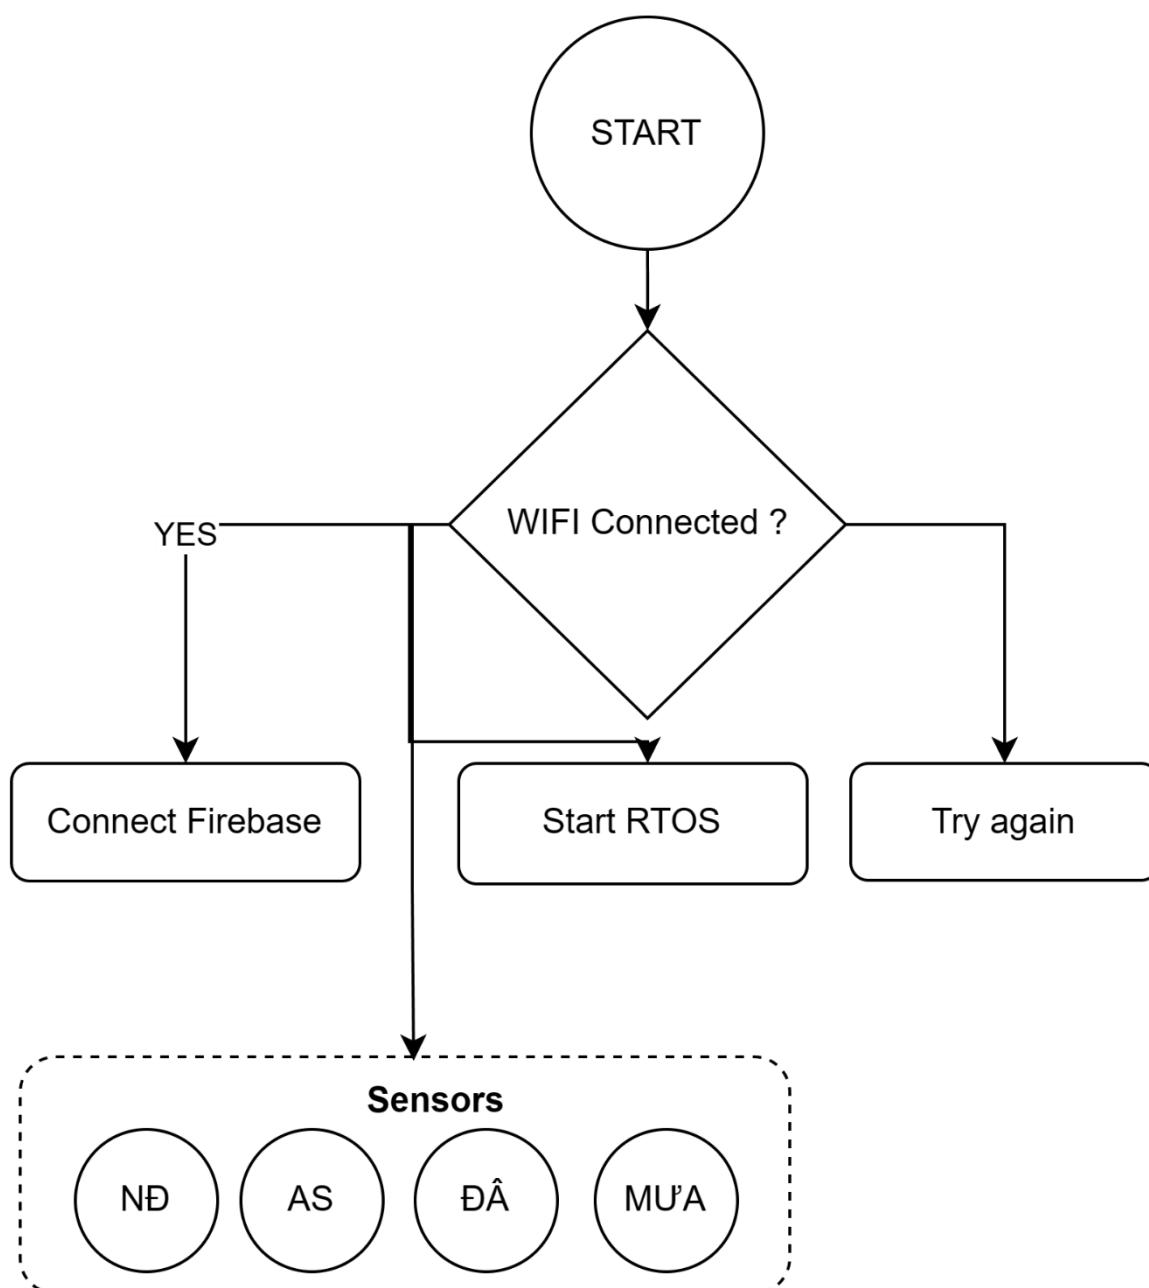 START
WIFI Connected ?
YES
Connect Firebase
Start RTOS
Try again
Sensors
NĐ
AS
ĐÂ
MƯA